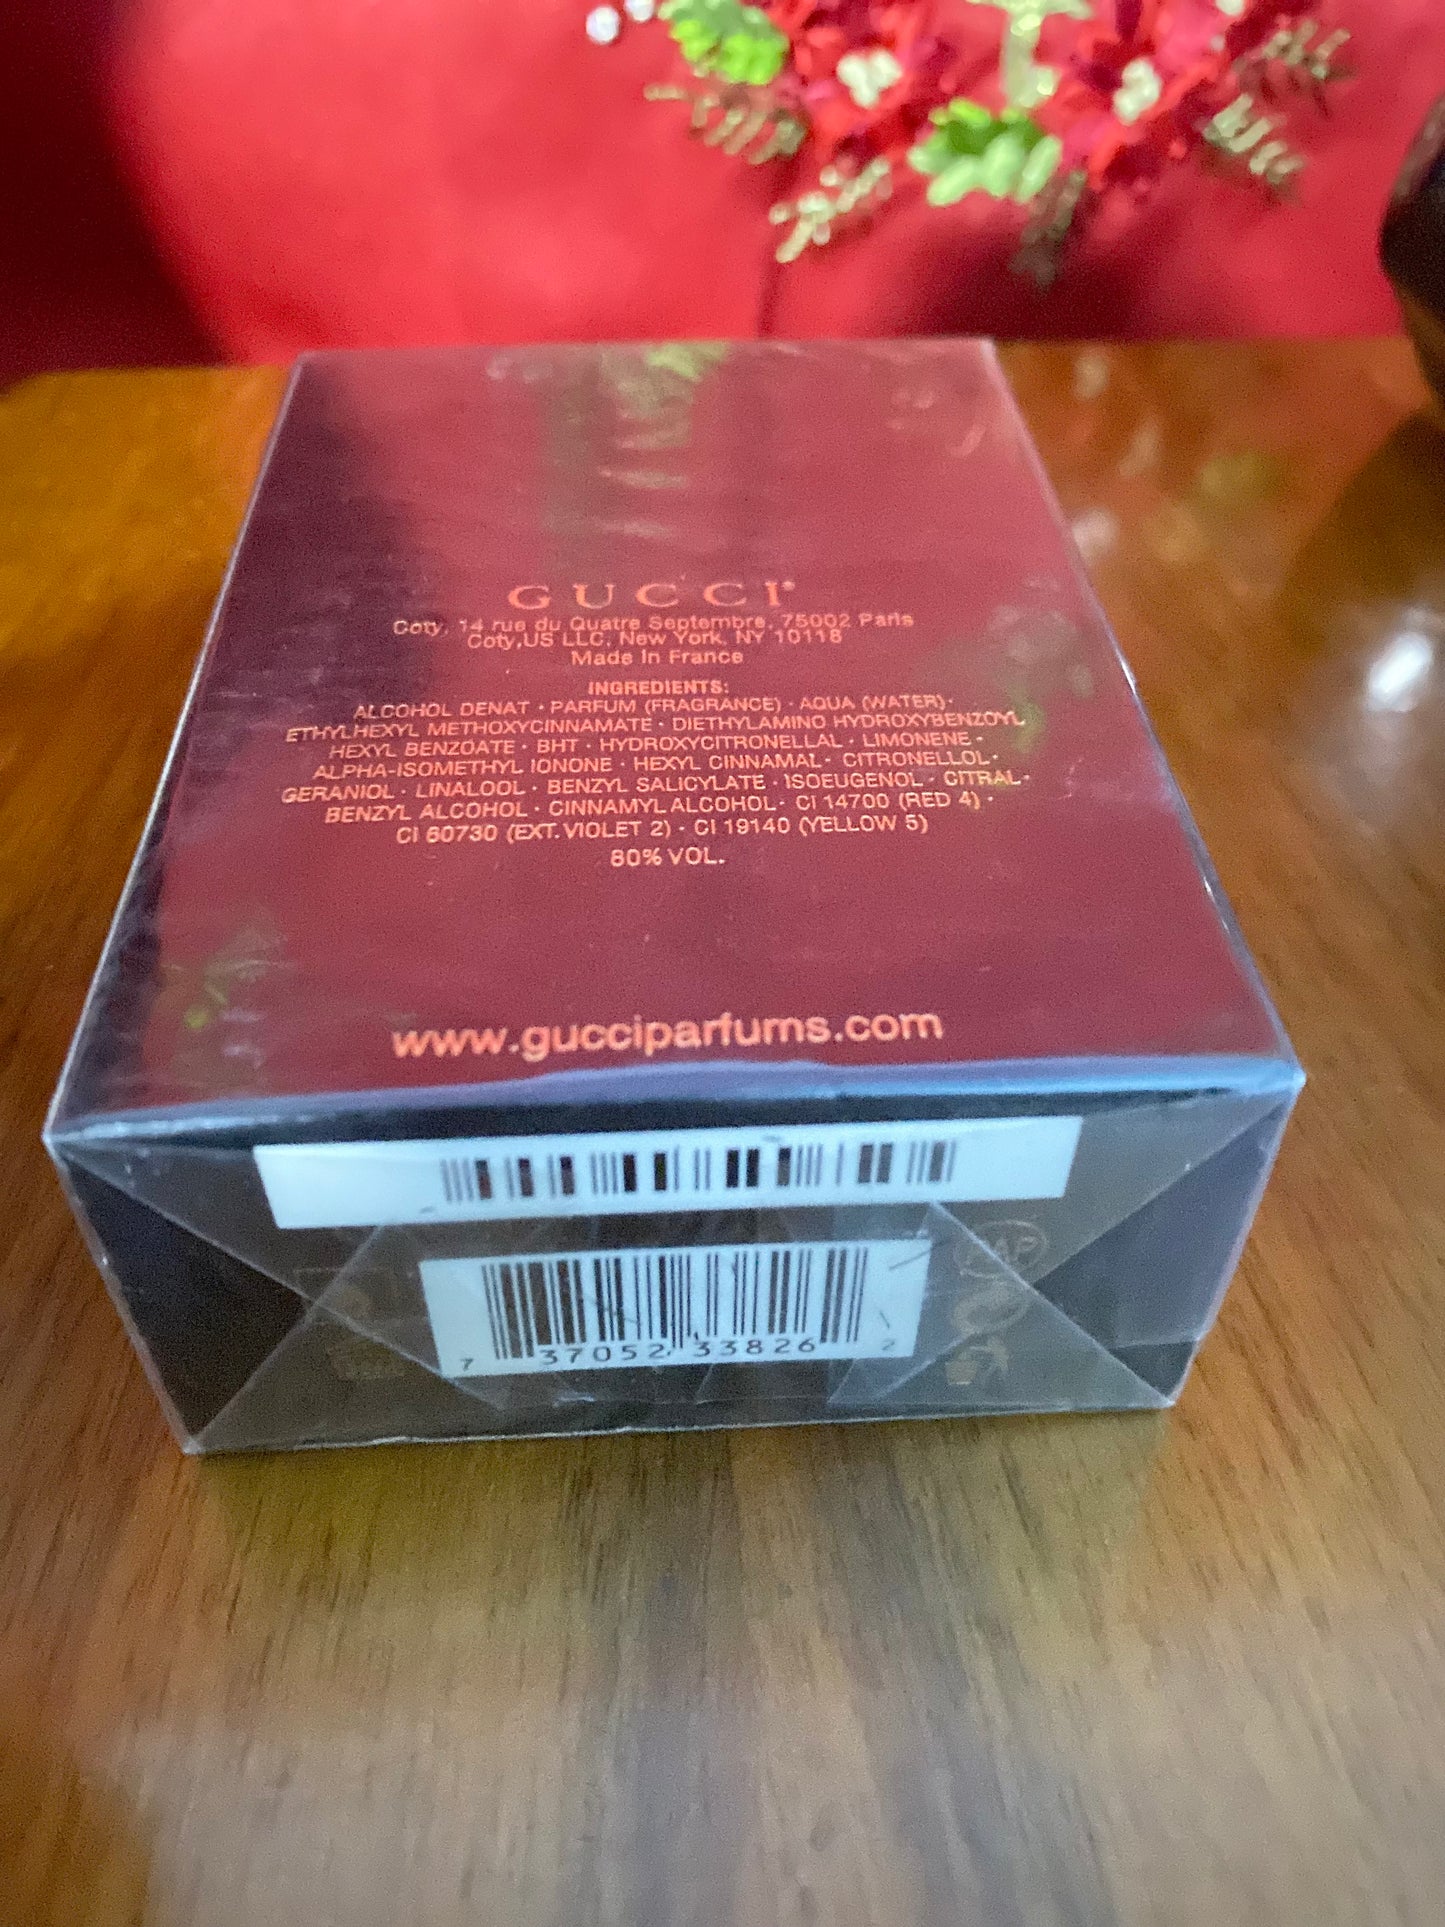 GUCCI®
Coty, 14 rue du Quatre Septembre, 75002 Paris
Coty, US LLC, New York, NY 10118
Made In France
INGREDIENTS:
ALCOHOL DENAT · PARFUM (FRAGRANCE) · AQUA (WATER) ·
ETHYLHEXYL METHOXYCINNAMATE · DIETHYLAMINO HYDROXYBENZOYL
HEXYL BENZOATE · BHT · HYDROXYCITRONELLAL · LIMONENE ·
ALPHA-ISOMETHYL IONONE · HEXYL CINNAMAL · CITRONELLOL ·
GERANIOL · LINALOOL · BENZYL SALICYLATE · ISOEUGENOL · CITRAL ·
BENZYL ALCOHOL · CINNAMYL ALCOHOL · CI 14700 (RED 4) ·
CI 60730 (EXT. VIOLET 2) · CI 19140 (YELLOW 5)
80% VOL.
www.gucciparfums.com
PAP
7 37052 33826 2